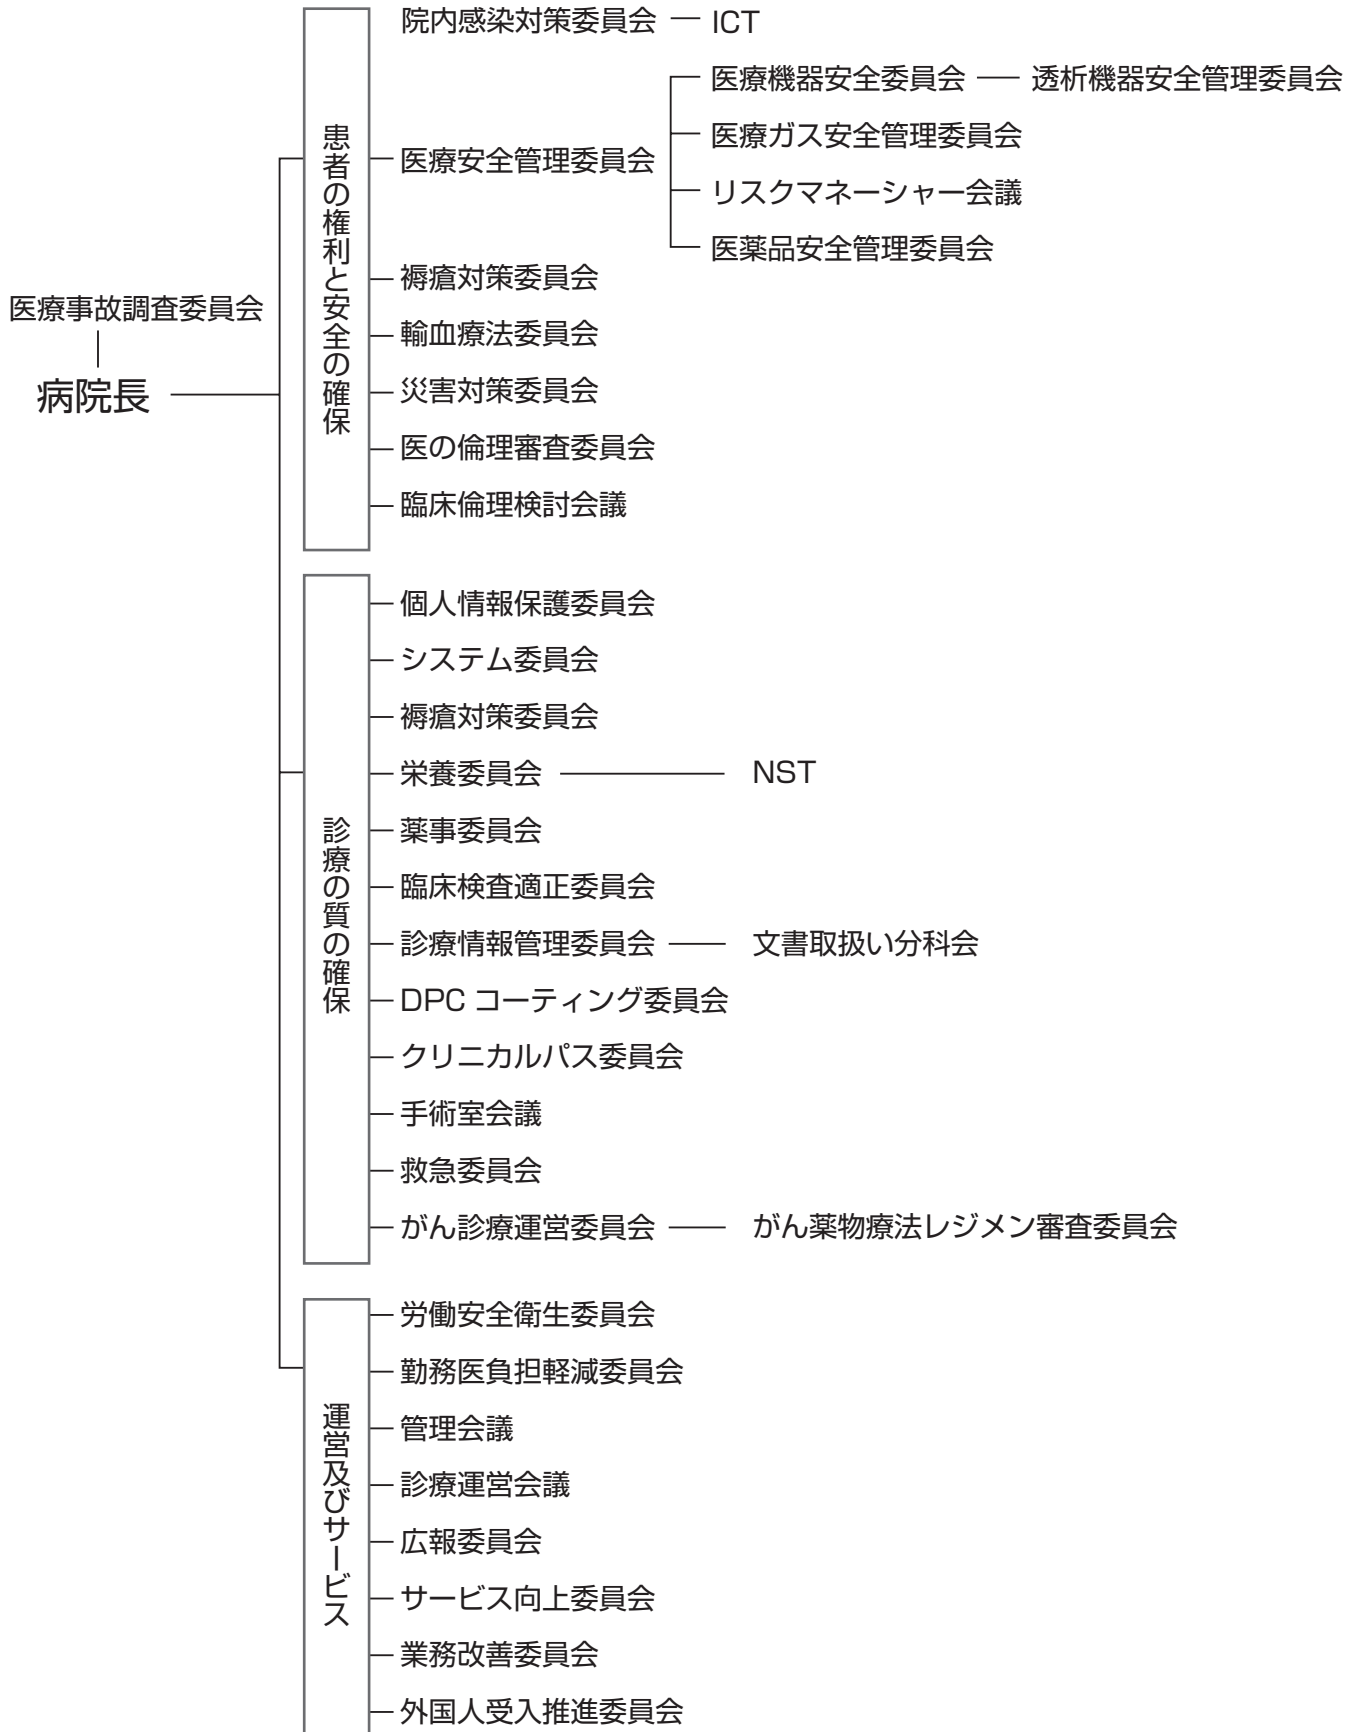 医療事故調査委員会
病院長
患者の権利と安全の確保
院内感染対策委員会 ICT
医療安全管理委員会
医療機器安全委員会 透析機器安全管理委員会
医療ガス安全管理委員会
リスクマネーシャー会議
医薬品安全管理委員会
褥瘡対策委員会
輸血療法委員会
災害対策委員会
医の倫理審査委員会
臨床倫理検討会議
診療の質の確保
個人情報保護委員会
システム委員会
褥瘡対策委員会
栄養委員会 NST
薬事委員会
臨床検査適正委員会
診療情報管理委員会 文書取扱い分科会
DPC コーティング委員会
クリニカルパス委員会
手術室会議
救急委員会
がん診療運営委員会 がん薬物療法レジメン審査委員会
運営及びサービス
労働安全衛生委員会
勤務医負担軽減委員会
管理会議
診療運営会議
広報委員会
サービス向上委員会
業務改善委員会
外国人受入推進委員会